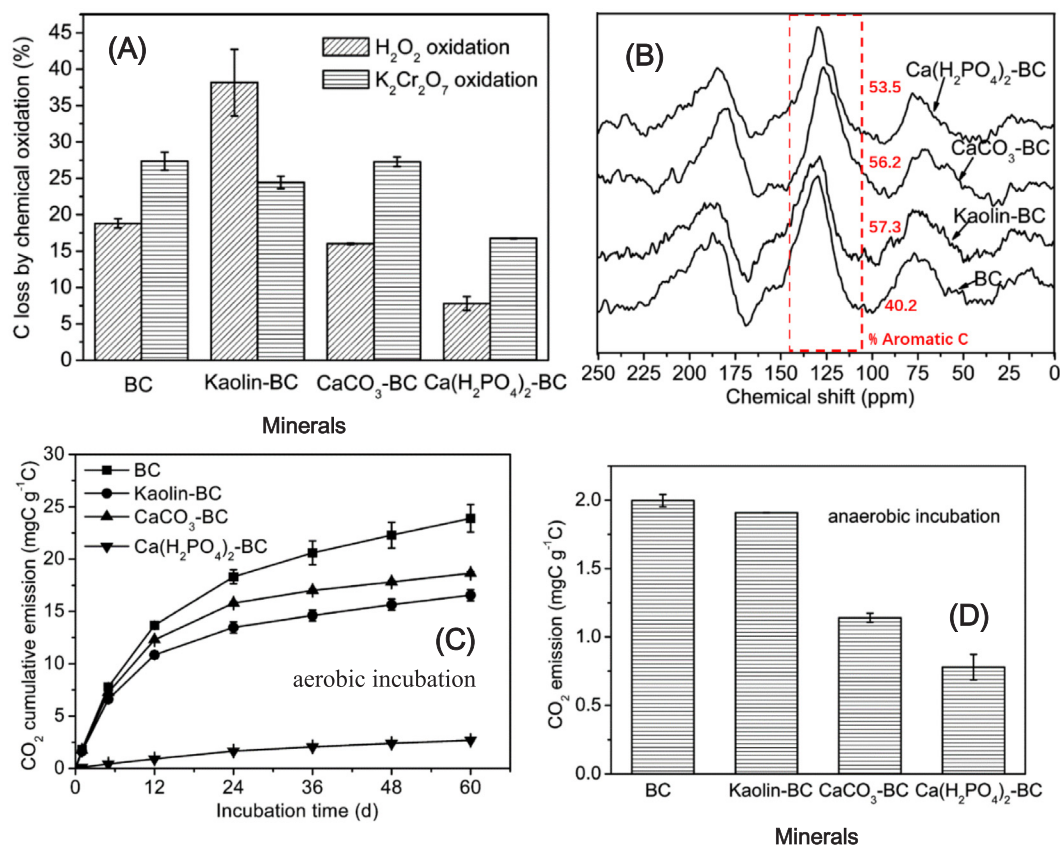 (A)
H₂O₂ oxidation
K₂Cr₂O₇ oxidation
C loss by chemical oxidation (%)
45
40
35
30
25
20
15
10
5
0
BC Kaolin-BC CaCO₃-BC Ca(H₂PO₄)₂-BC
Minerals
(B)
53.5
Ca(H₂PO₄)₂-BC
56.2
CaCO₃-BC
57.3
Kaolin-BC
40.2
BC
% Aromatic C
250 225 200 175 150 125 100 75 50 25 0
Chemical shift (ppm)
CO₂ cumulative emission (mgC g⁻¹C)
30
25
20
15
10
5
0
BC
Kaolin-BC
CaCO₃-BC
Ca(H₂PO₄)₂-BC
(C)
aerobic incubation
0 12 24 36 48 60
Incubation time (d)
CO₂ emission (mgC g⁻¹C)
2.0
1.5
1.0
0.5
0.0
anaerobic incubation
(D)
BC Kaolin-BC CaCO₃-BC Ca(H₂PO₄)₂-BC
Minerals